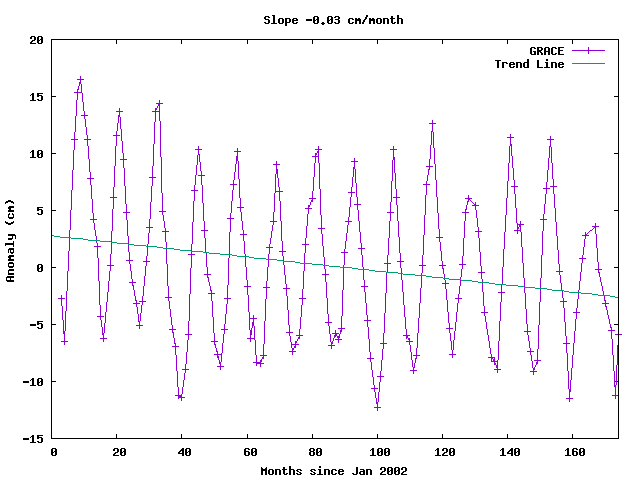 Slope -0.03 cm/month
GRACE
Trend Line
20
15
10
5
0
-5
-10
-15
Anomaly (cm)
0 20 40 60 80 100 120 140 160
Months since Jan 2002